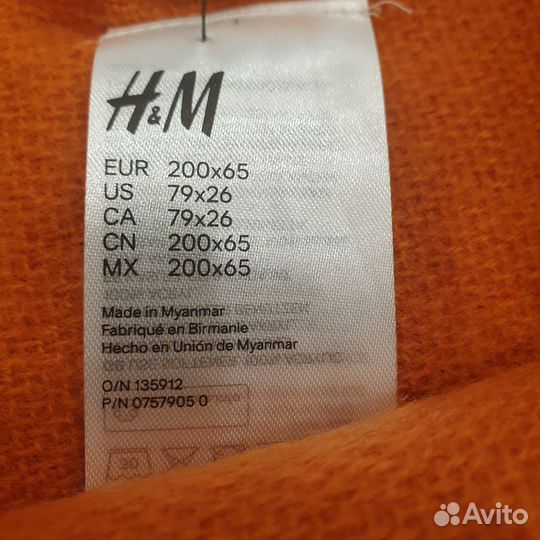 H&M
EUR 200x65
US 79x26
CA 79x26
CN 200x65
MX 200x65
Made in Myanmar
Fabriqué en Birmanie
Hecho en Unión de Myanmar
O/N 135912
P/N 0757905 0
30
Avito